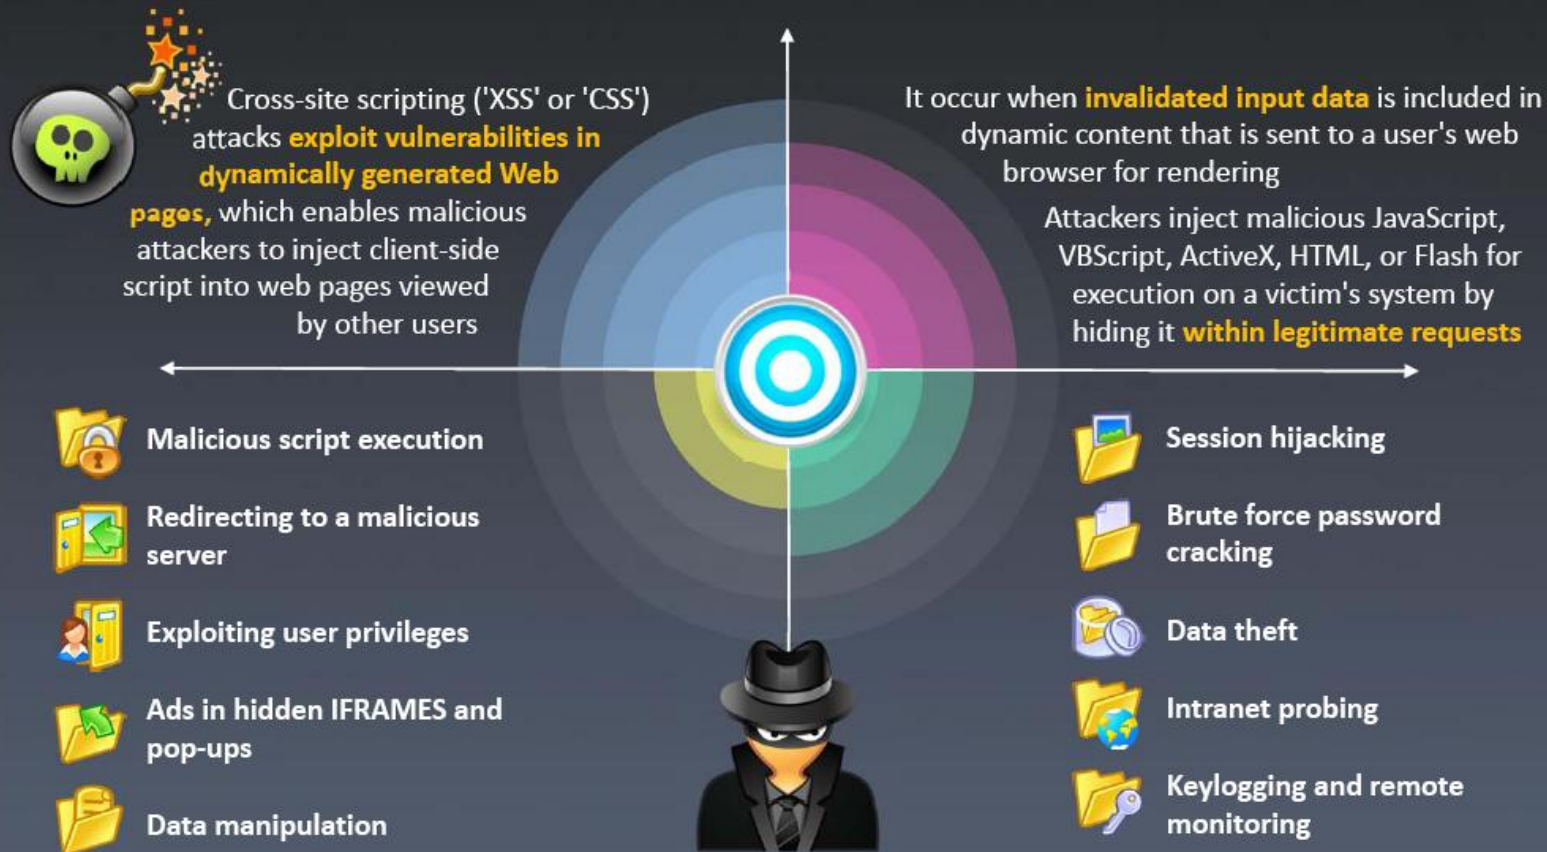 Cross-site scripting ('XSS' or 'CSS')
attacks exploit vulnerabilities in
dynamically generated Web
pages, which enables malicious
attackers to inject client-side
script into web pages viewed
by other users
It occur when invalidated input data is included in
dynamic content that is sent to a user's web
browser for rendering
Attackers inject malicious JavaScript,
VBScript, ActiveX, HTML, or Flash for
execution on a victim's system by
hiding it within legitimate requests
Malicious script execution
Redirecting to a malicious
server
Exploiting user privileges
Ads in hidden IFRAMES and
pop-ups
Data manipulation
Session hijacking
Brute force password
cracking
Data theft
Intranet probing
Keylogging and remote
monitoring